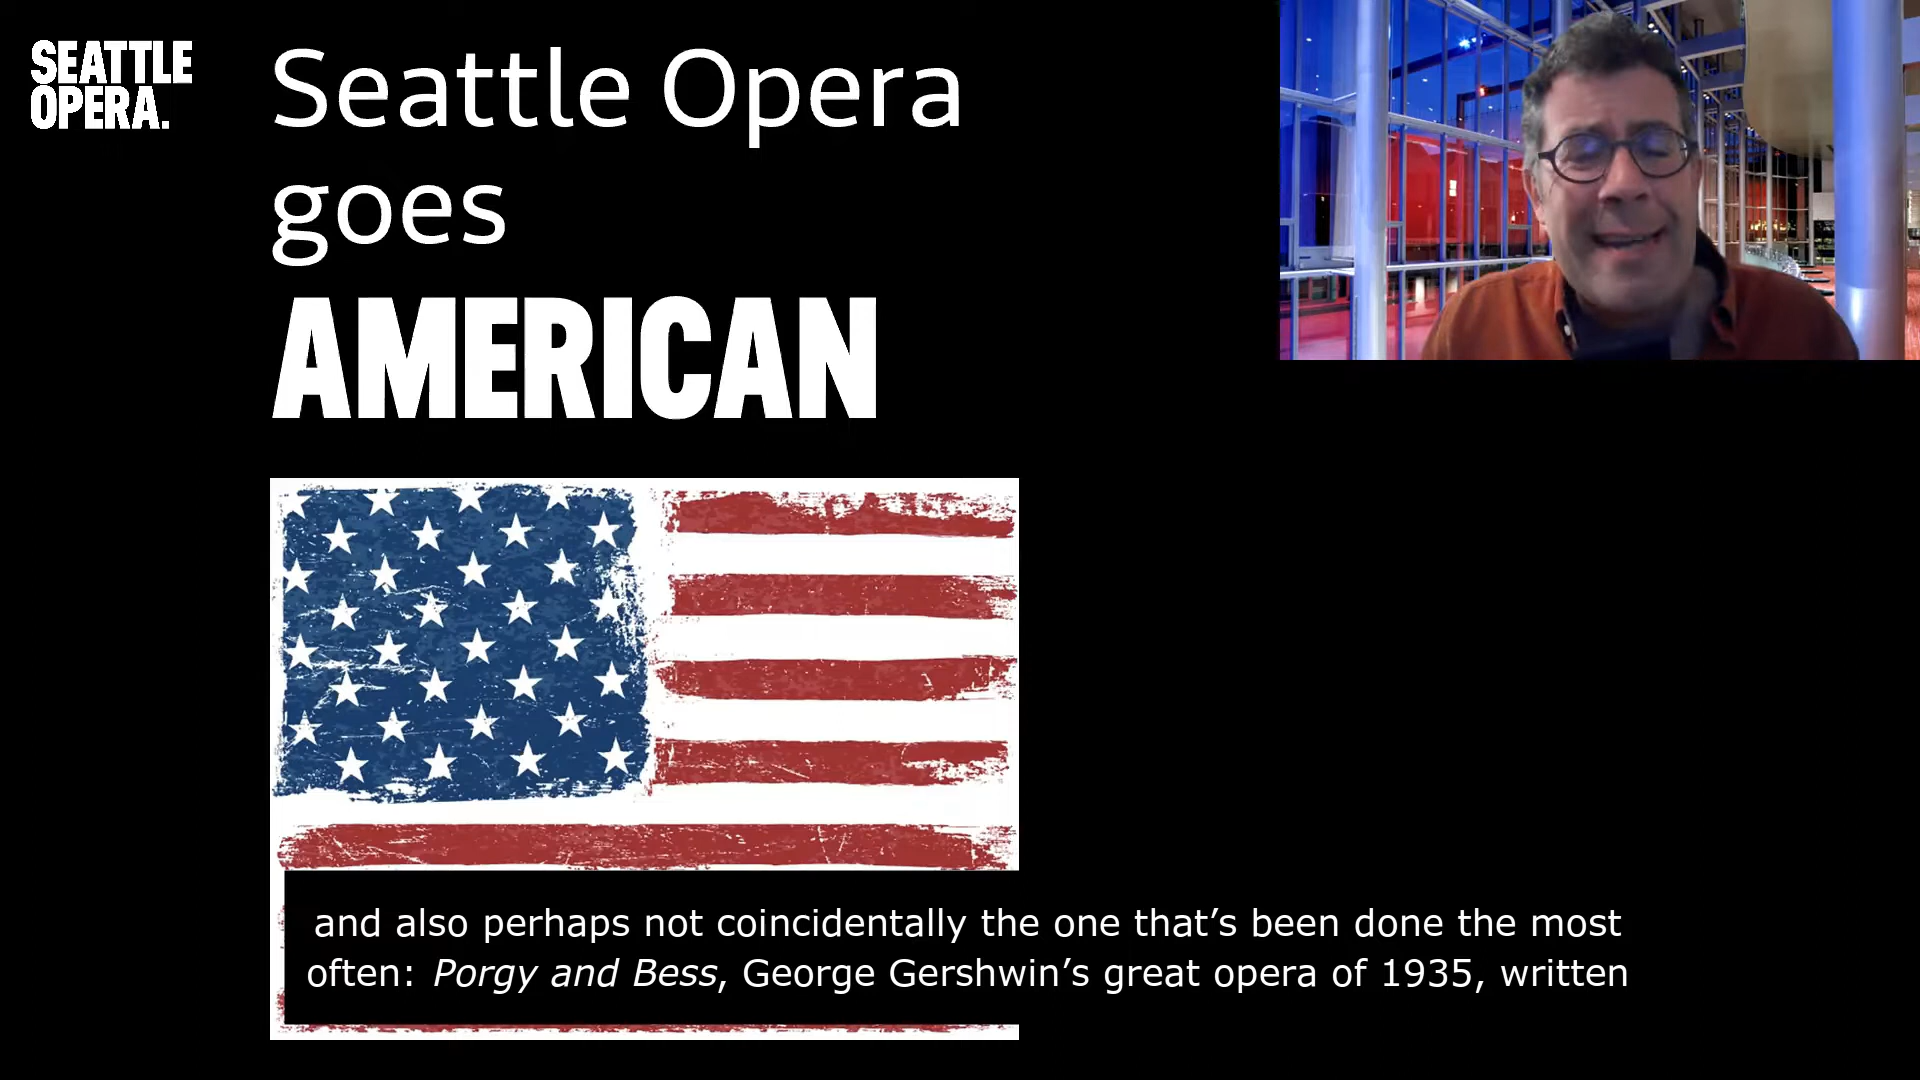 SEATTLE
OPERA.
Seattle Opera
goes
AMERICAN
and also perhaps not coincidentally the one that’s been done the most
often: Porgy and Bess, George Gershwin’s great opera of 1935, written